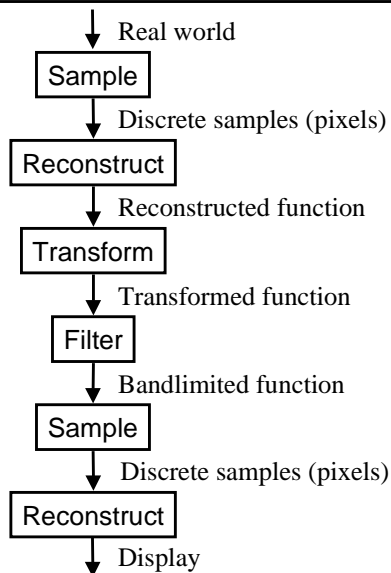 Real world
Sample
Discrete samples (pixels)
Reconstruct
Reconstructed function
Transform
Transformed function
Filter
Bandlimited function
Sample
Discrete samples (pixels)
Reconstruct
Display